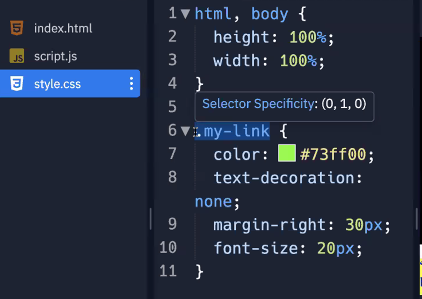 index.html
script.js
style.css
1 html, body {
2 height: 100%;
3 width: 100%;
4 }
5
Selector Specificity: (0, 1, 0)
6 .my-link {
7 color: #73ff00;
8 text-decoration:
none;
9 margin-right: 30px;
10 font-size: 20px;
11 }